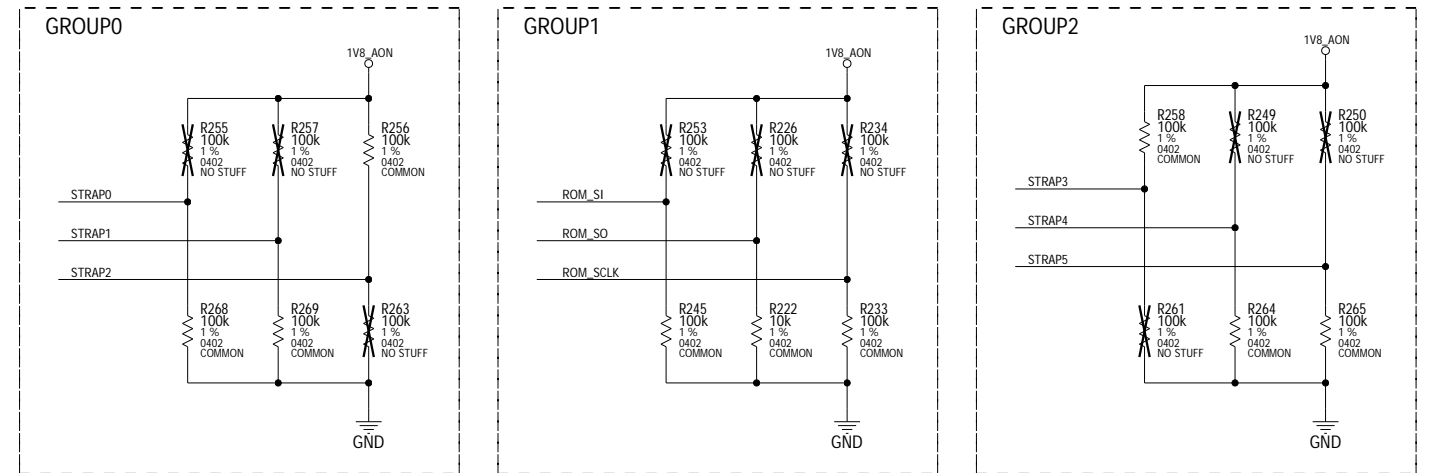 GROUP0
1V8_AON
R255
100k
1 %
0402
NO STUFF
R257
100k
1 %
0402
NO STUFF
R256
100k
1 %
0402
COMMON
STRAP0
STRAP1
STRAP2
R268
100k
1 %
0402
COMMON
R269
100k
1 %
0402
COMMON
R263
100k
1 %
0402
NO STUFF
GND
GROUP1
1V8_AON
R253
100k
1 %
0402
NO STUFF
R226
100k
1 %
0402
NO STUFF
R234
100k
1 %
0402
NO STUFF
ROM_SI
ROM_SO
ROM_SCLK
R245
100k
1 %
0402
COMMON
R222
10k
1 %
0402
COMMON
R233
100k
1 %
0402
COMMON
GND
GROUP2
1V8_AON
R258
100k
1 %
0402
COMMON
R249
100k
1 %
0402
NO STUFF
R250
100k
1 %
0402
NO STUFF
STRAP3
STRAP4
STRAP5
R261
100k
1 %
0402
NO STUFF
R264
100k
1 %
0402
COMMON
R265
100k
1 %
0402
COMMON
GND